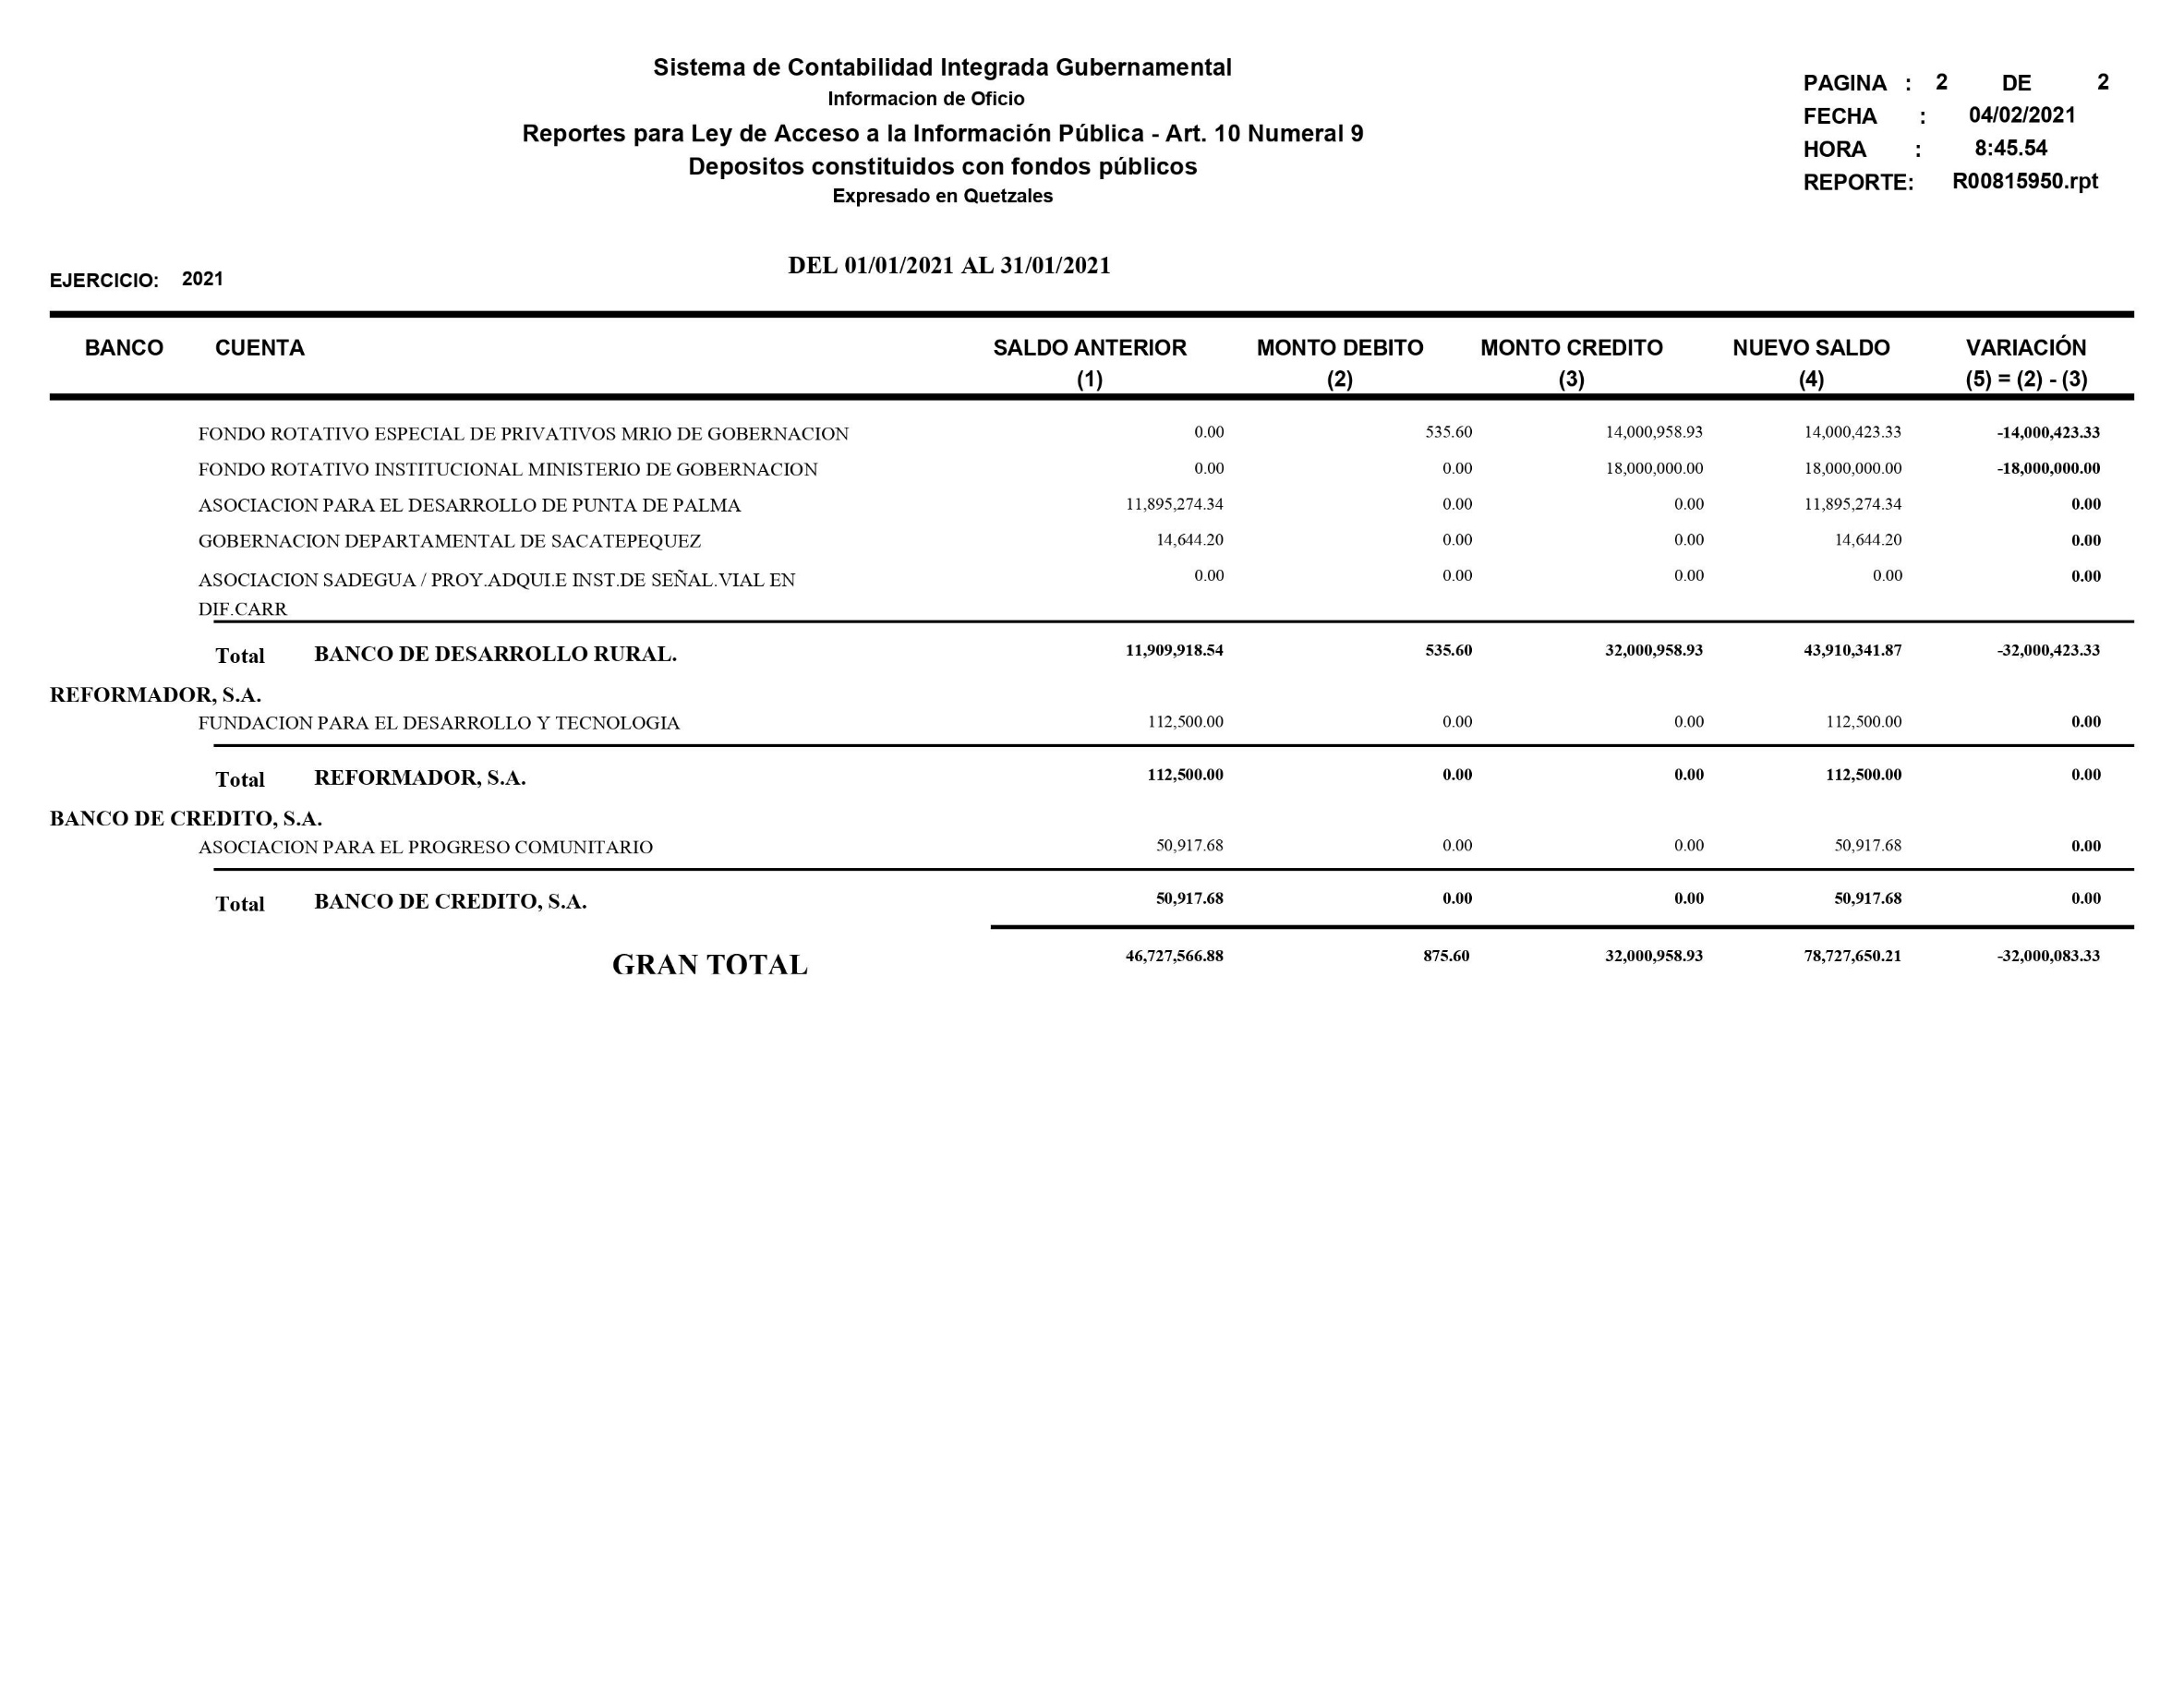 Sistema de Contabilidad Integrada Gubernamental
Informacion de Oficio
Reportes para Ley de Acceso a la Información Pública - Art. 10 Numeral 9
Depositos constituidos con fondos públicos
Expresado en Quetzales
PAGINA : 2 DE 2
FECHA : 04/02/2021
HORA : 8:45.54
REPORTE: R00815950.rpt
DEL 01/01/2021 AL 31/01/2021
EJERCICIO: 2021
BANCO CUENTA SALDO ANTERIOR MONTO DEBITO MONTO CREDITO NUEVO SALDO VARIACIÓN
(1) (2) (3) (4) (5) = (2) - (3)
FONDO ROTATIVO ESPECIAL DE PRIVATIVOS MRIO DE GOBERNACION 0.00 535.60 14,000,958.93 14,000,423.33 -14,000,423.33
FONDO ROTATIVO INSTITUCIONAL MINISTERIO DE GOBERNACION 0.00 0.00 18,000,000.00 18,000,000.00 -18,000,000.00
ASOCIACION PARA EL DESARROLLO DE PUNTA DE PALMA 11,895,274.34 0.00 0.00 11,895,274.34 0.00
GOBERNACION DEPARTAMENTAL DE SACATEPEQUEZ 14,644.20 0.00 0.00 14,644.20 0.00
ASOCIACION SADEGUA / PROY.ADQUI.E INST.DE SEÑAL.VIAL EN 0.00 0.00 0.00 0.00 0.00
DIF.CARR
Total BANCO DE DESARROLLO RURAL. 11,909,918.54 535.60 32,000,958.93 43,910,341.87 -32,000,423.33
REFORMADOR, S.A.
FUNDACION PARA EL DESARROLLO Y TECNOLOGIA 112,500.00 0.00 0.00 112,500.00 0.00
Total REFORMADOR, S.A. 112,500.00 0.00 0.00 112,500.00 0.00
BANCO DE CREDITO, S.A.
ASOCIACION PARA EL PROGRESO COMUNITARIO 50,917.68 0.00 0.00 50,917.68 0.00
Total BANCO DE CREDITO, S.A. 50,917.68 0.00 0.00 50,917.68 0.00
GRAN TOTAL 46,727,566.88 875.60 32,000,958.93 78,727,650.21 -32,000,083.33